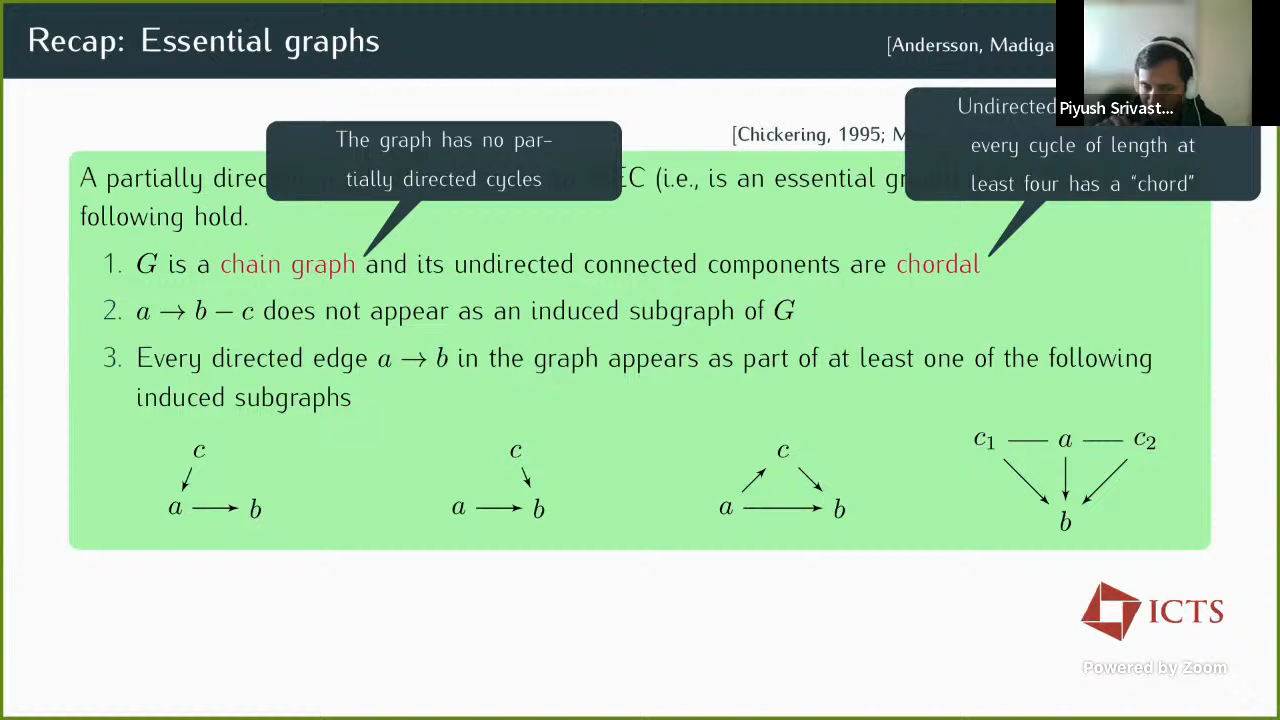 Recap: Essential graphs
[Andersson, Madiga
Piyush Srivast...
[Chickering, 1995;
The graph has no par-
tially directed cycles
Undirected
every cycle of length at
least four has a "chord"
A partially direc EC (i.e., is an essential
following hold.
1. G is a chain graph and its undirected connected components are chordal
2. a → b − c does not appear as an induced subgraph of G
3. Every directed edge a → b in the graph appears as part of at least one of the following
induced subgraphs
c
a b
c
a b
c
a b
c₁ a c₂
b
ICTS
Powered by Zoom